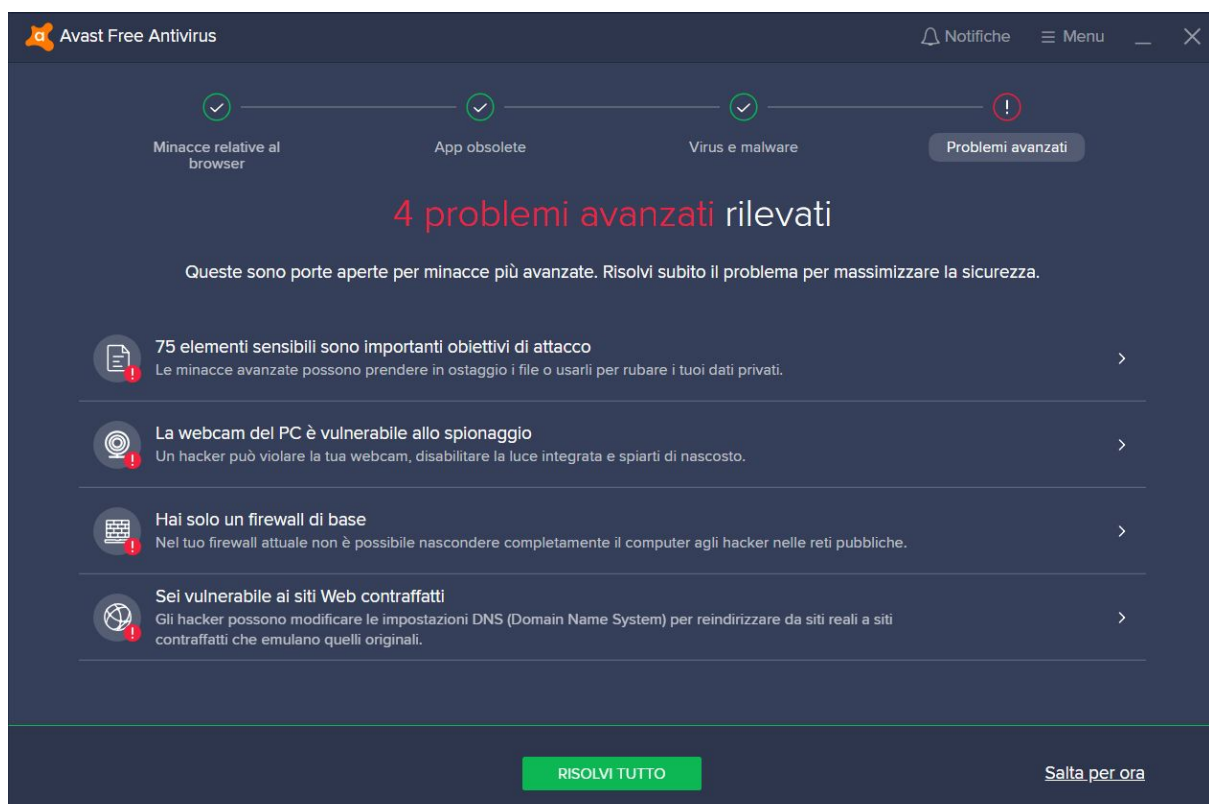 Avast Free Antivirus
Notifiche
Menu
Minacce relative al
browser
App obsolete
Virus e malware
Problemi avanzati
4 problemi avanzati rilevati
Queste sono porte aperte per minacce più avanzate. Risolvi subito il problema per massimizzare la sicurezza.
75 elementi sensibili sono importanti obiettivi di attacco
Le minacce avanzate possono prendere in ostaggio i file o usarli per rubare i tuoi dati privati.
La webcam del PC è vulnerabile allo spionaggio
Un hacker può violare la tua webcam, disabilitare la luce integrata e spiarti di nascosto.
Hai solo un firewall di base
Nel tuo firewall attuale non è possibile nascondere completamente il computer agli hacker nelle reti pubbliche.
Sei vulnerabile ai siti Web contraffatti
Gli hacker possono modificare le impostazioni DNS (Domain Name System) per reindirizzare da siti reali a siti
contraffatti che emulano quelli originali.
RISOLVI TUTTO
Salta per ora